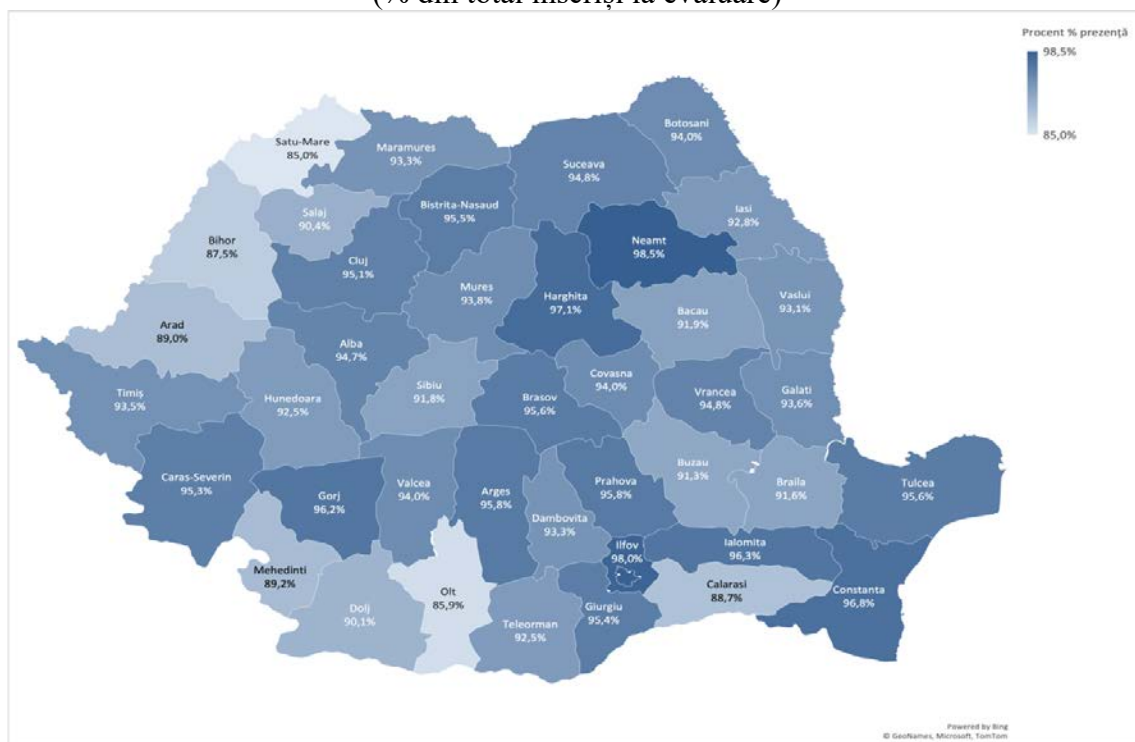 (% din total înscriși la evaluare)
Procent % prezență
98,5%
85,0%
Botosani
94,0%
Satu-Mare
85,0%
Maramures
93,3%
Suceava
94,8%
Bistrita-Nasaud
95,5%
Iasi
92,8%
Salaj
90,4%
Bihor
87,5%
Neamt
98,5%
Cluj
95,1%
Mures
93,8%
Harghita
97,1%
Bacau
91,9%
Vaslui
93,1%
Arad
89,0%
Alba
94,7%
Sibiu
91,8%
Covasna
94,0%
Timiș
93,5%
Hunedoara
92,5%
Brasov
95,6%
Vrancea
94,8%
Galati
93,6%
Caras-Severin
95,3%
Gorj
96,2%
Valcea
94,0%
Arges
95,8%
Prahova
95,8%
Buzau
91,3%
Braila
91,6%
Tulcea
95,6%
Dambovita
93,3%
Ilfov
98,0%
Ialomita
96,3%
Mehedinti
89,2%
Olt
85,9%
Calarasi
88,7%
Constanta
96,8%
Dolj
90,1%
Teleorman
92,5%
Giurgiu
95,4%
Powered by Bing
© GeoNames, Microsoft, TomTom